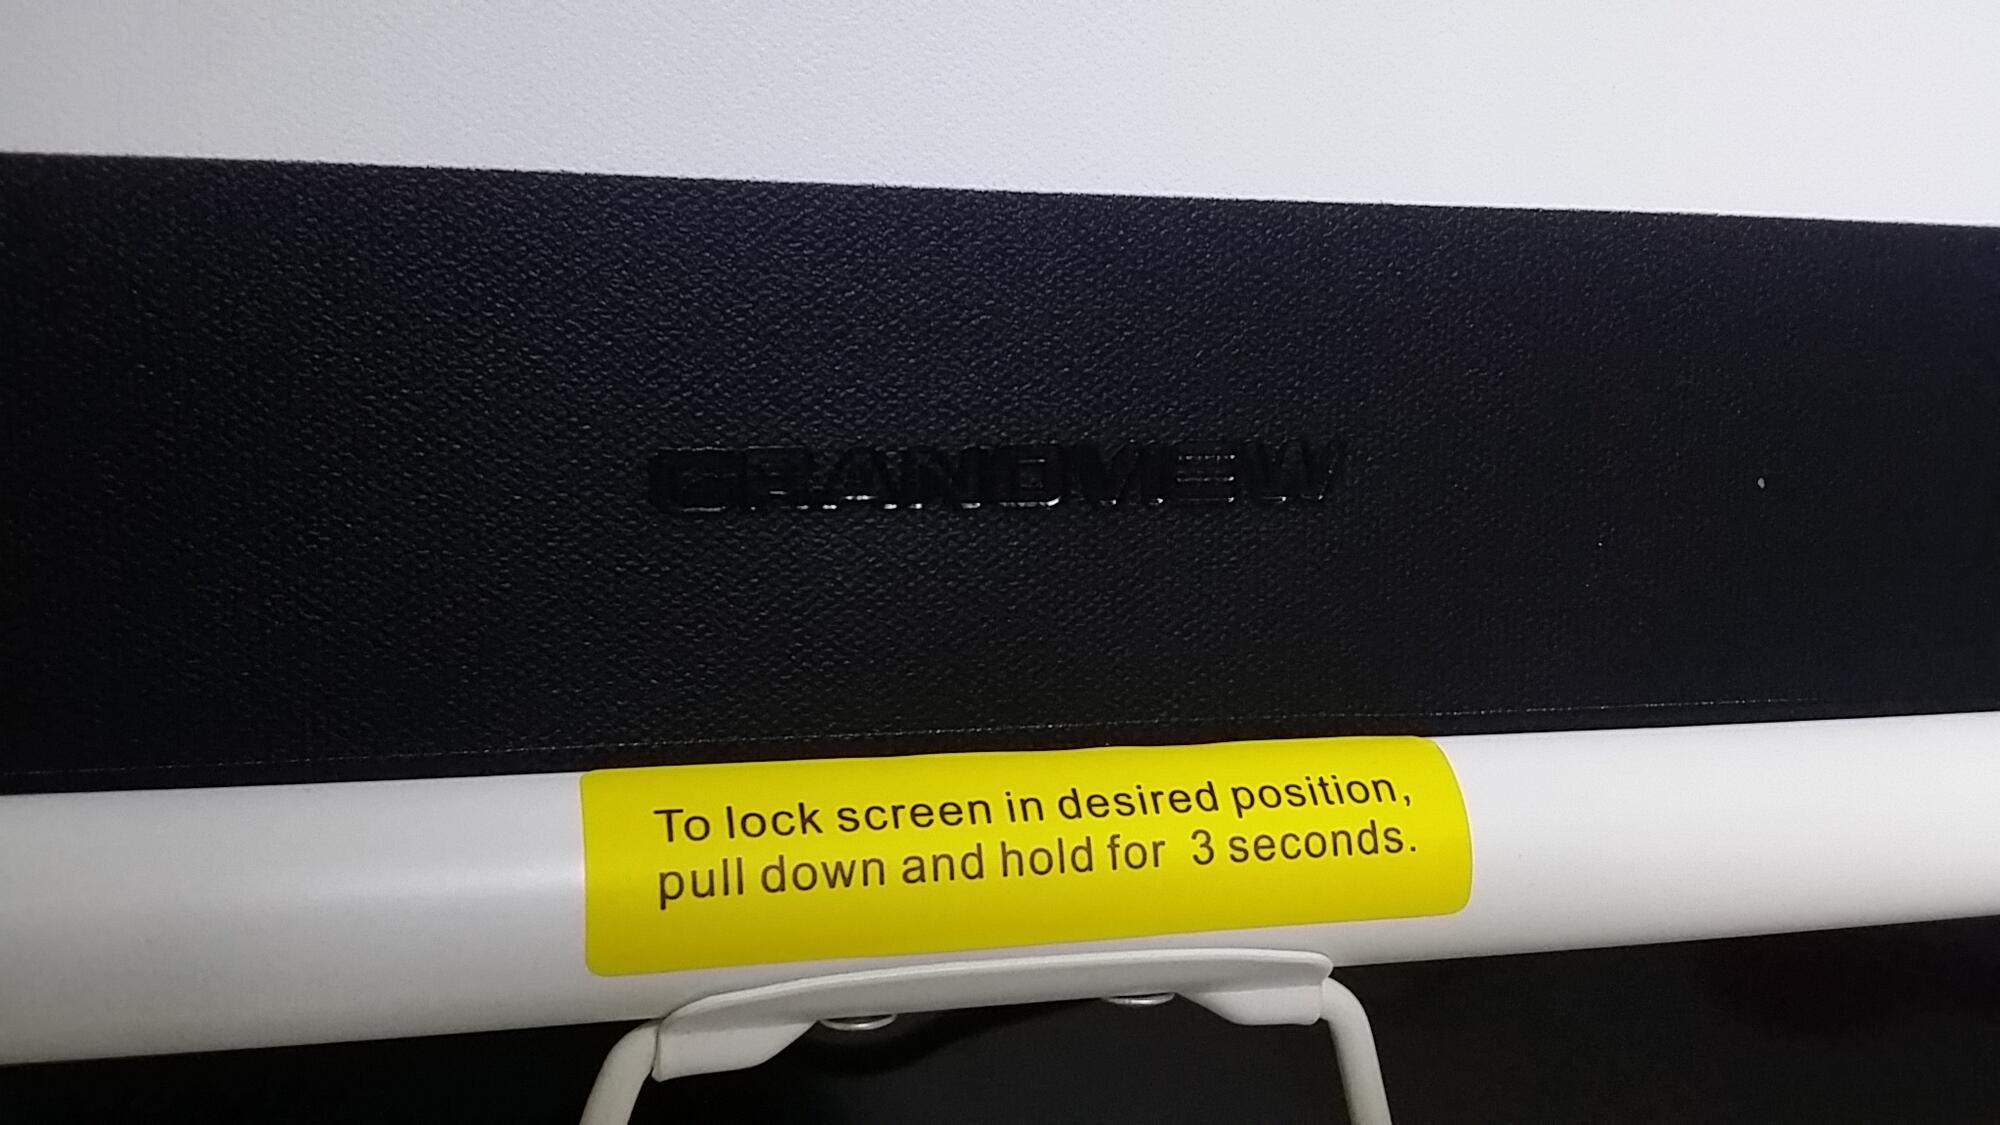 GRANDVIEW
To lock screen in desired position,
pull down and hold for 3 seconds.